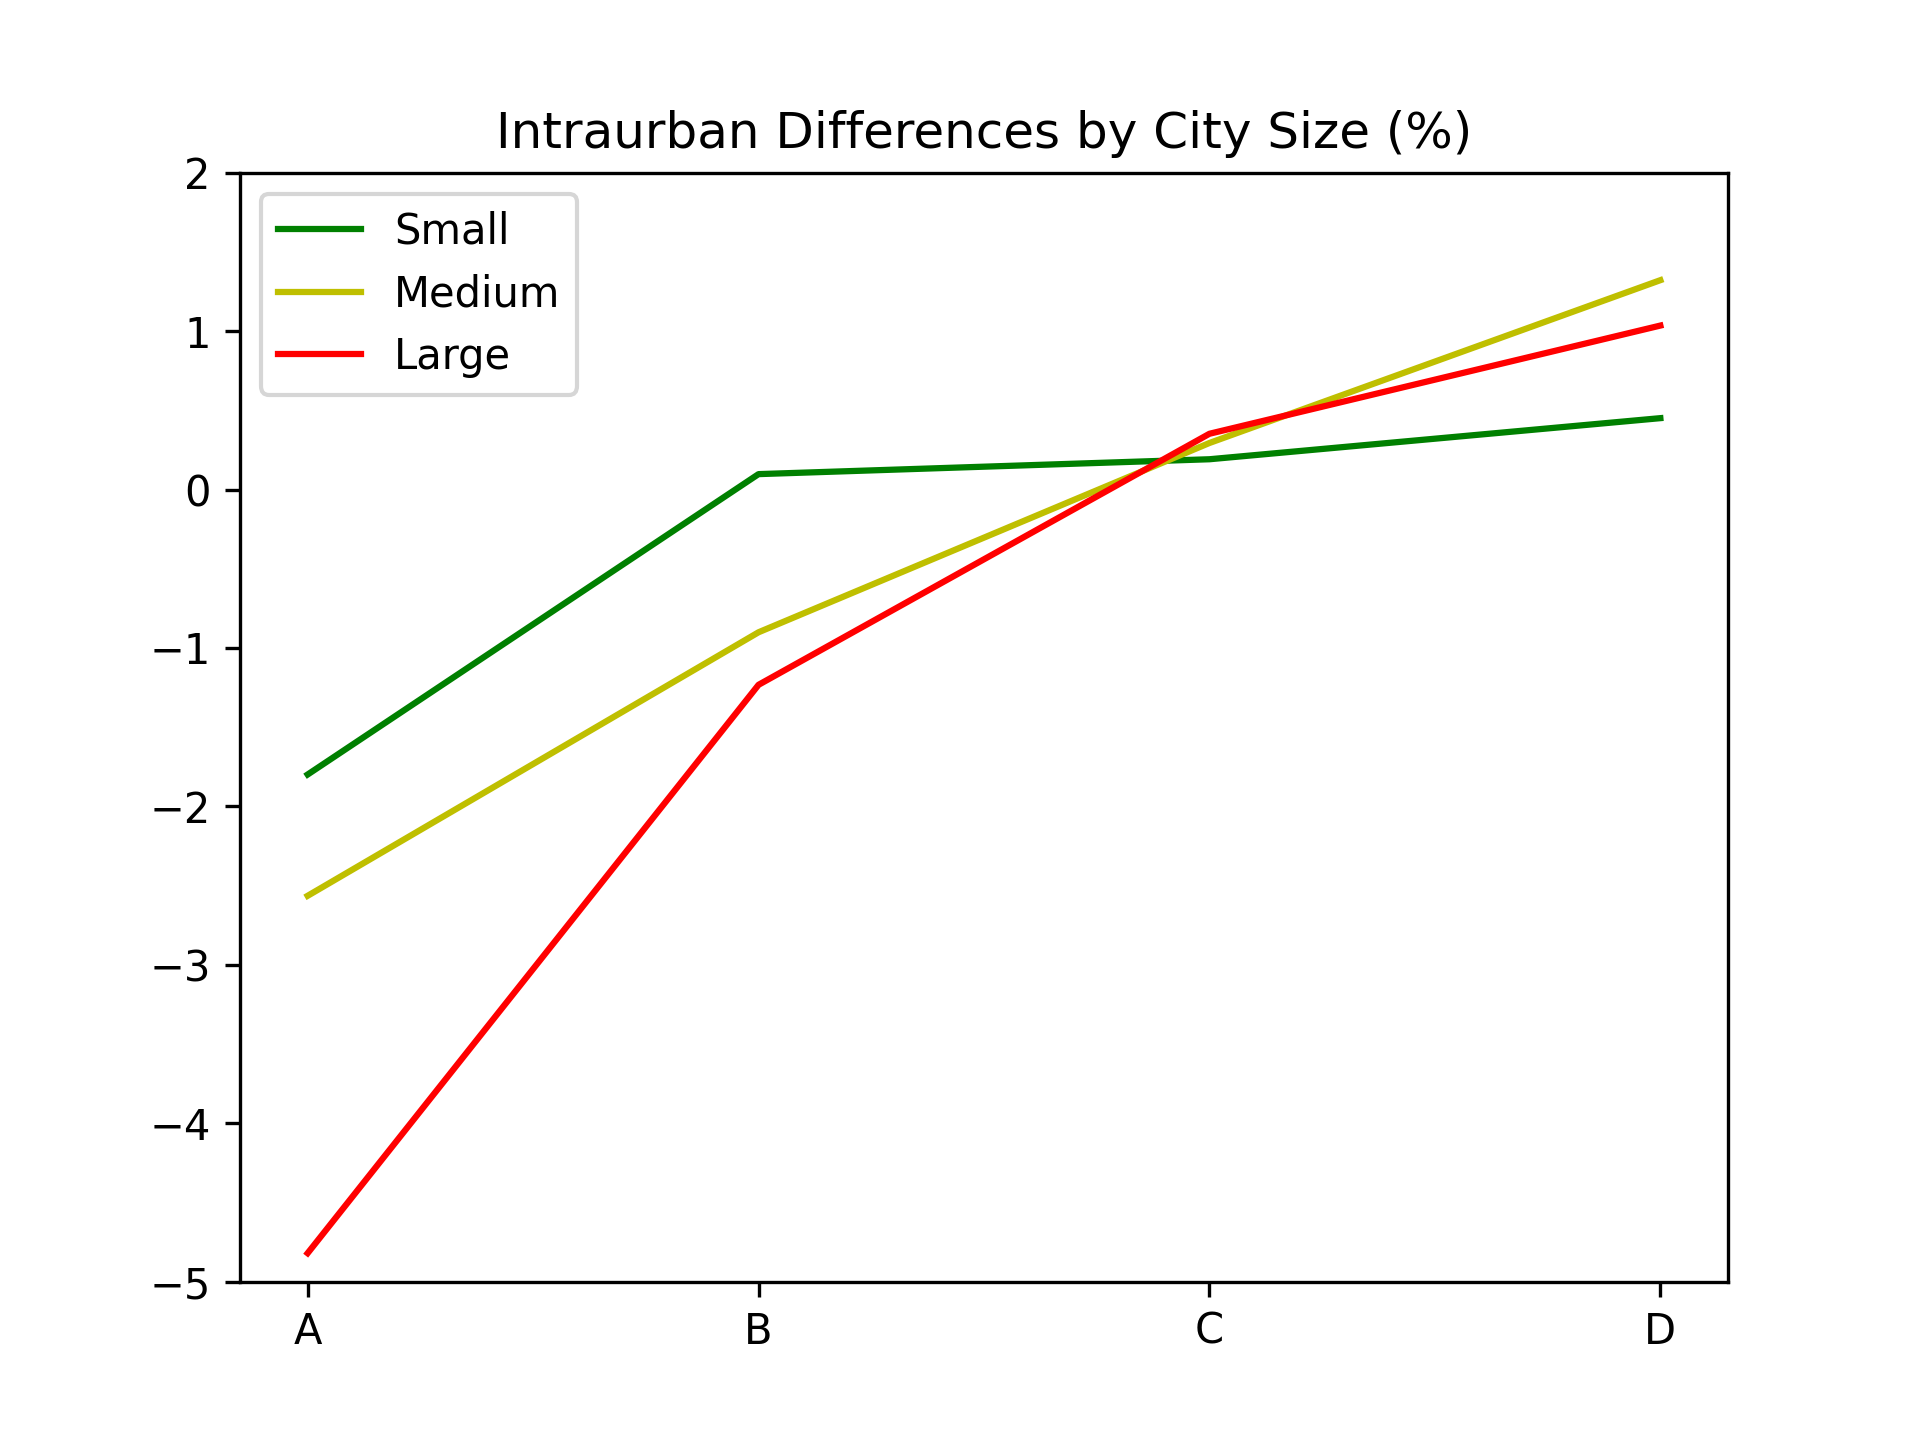 Intraurban Differences by City Size (%)
2
1
0
−1
−2
−3
−4
−5
Small
Medium
Large
A B C D